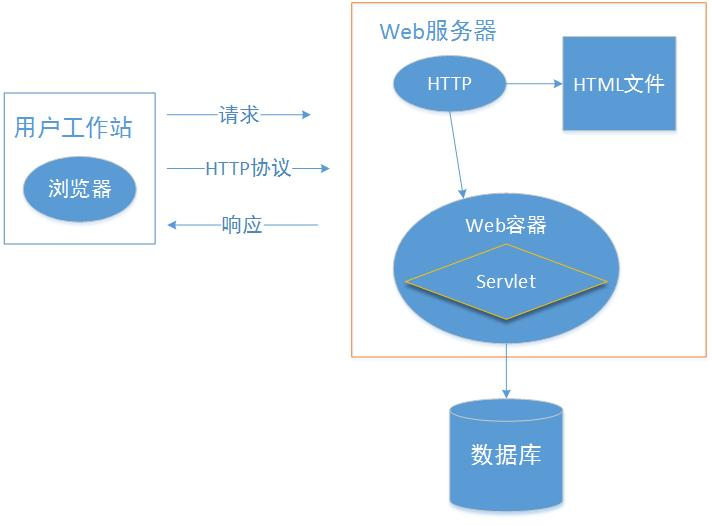 用户工作站
浏览器
请求
HTTP协议
响应
Web服务器
HTTP
HTML文件
Web容器
Servlet
数据库